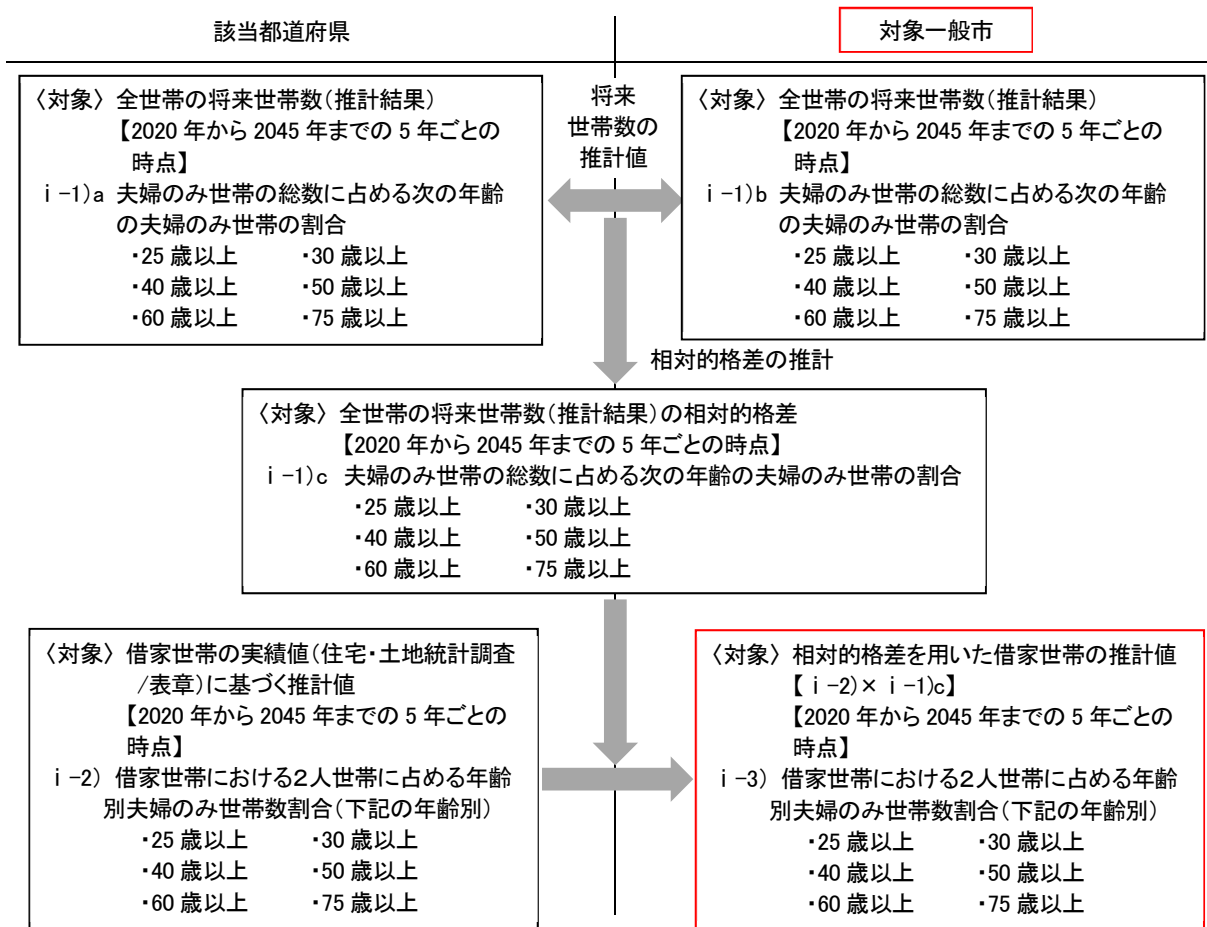 該当都道府県
対象一般市
〈対象〉 全世帯の将来世帯数(推計結果)
【2020 年から 2045 年までの 5 年ごとの
時点】
ⅰ-1)a 夫婦のみ世帯の総数に占める次の年齢
の夫婦のみ世帯の割合
・25 歳以上 ・30 歳以上
・40 歳以上 ・50 歳以上
・60 歳以上 ・75 歳以上
将来
世帯数の
推計値
〈対象〉 全世帯の将来世帯数(推計結果)
【2020 年から 2045 年までの 5 年ごとの
時点】
ⅰ-1)b 夫婦のみ世帯の総数に占める次の年齢
の夫婦のみ世帯の割合
・25 歳以上 ・30 歳以上
・40 歳以上 ・50 歳以上
・60 歳以上 ・75 歳以上
相対的格差の推計
〈対象〉 全世帯の将来世帯数(推計結果)の相対的格差
【2020 年から 2045 年までの 5 年ごとの時点】
ⅰ-1)c 夫婦のみ世帯の総数に占める次の年齢の夫婦のみ世帯の割合
・25 歳以上 ・30 歳以上
・40 歳以上 ・50 歳以上
・60 歳以上 ・75 歳以上
〈対象〉 借家世帯の実績値(住宅・土地統計調査
/表章)に基づく推計値
【2020 年から 2045 年までの 5 年ごとの
時点】
ⅰ-2) 借家世帯における2人世帯に占める年齢
別夫婦のみ世帯数割合(下記の年齢別)
・25 歳以上 ・30 歳以上
・40 歳以上 ・50 歳以上
・60 歳以上 ・75 歳以上
〈対象〉 相対的格差を用いた借家世帯の推計値
【ⅰ-2)× ⅰ-1)c】
【2020 年から 2045 年までの 5 年ごとの
時点】
ⅰ-3) 借家世帯における2人世帯に占める年齢
別夫婦のみ世帯数割合(下記の年齢別)
・25 歳以上 ・30 歳以上
・40 歳以上 ・50 歳以上
・60 歳以上 ・75 歳以上